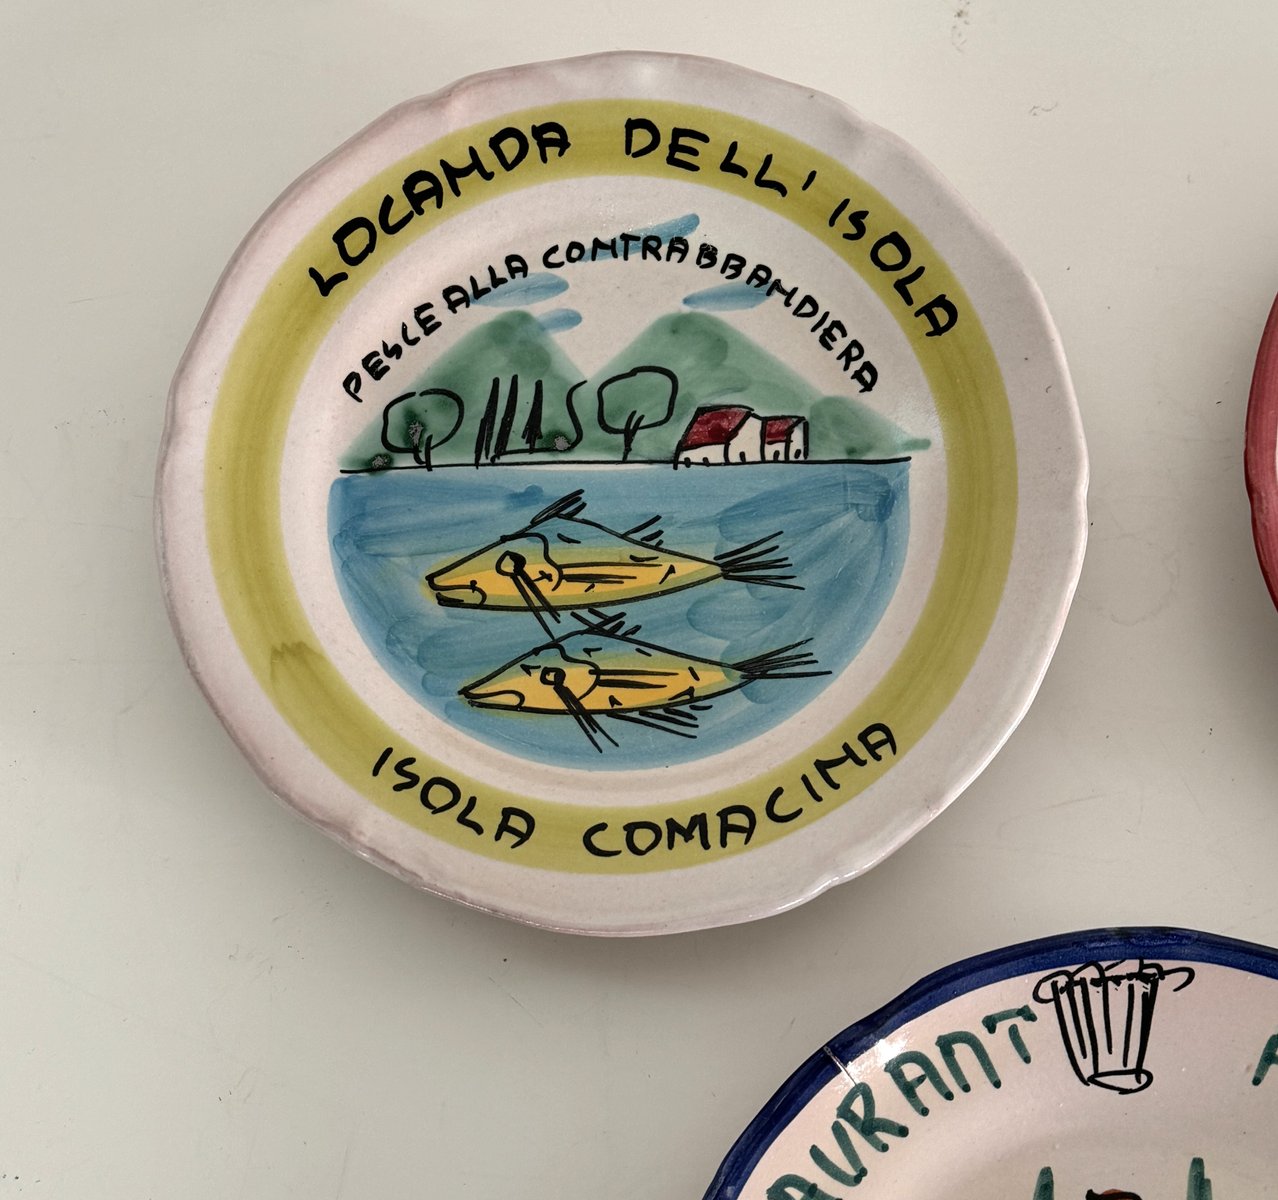 LOCANDA DELL' ISOLA
PESCE ALLA CONTRABBANDIERA
ISOLA COMACINA
AURANT